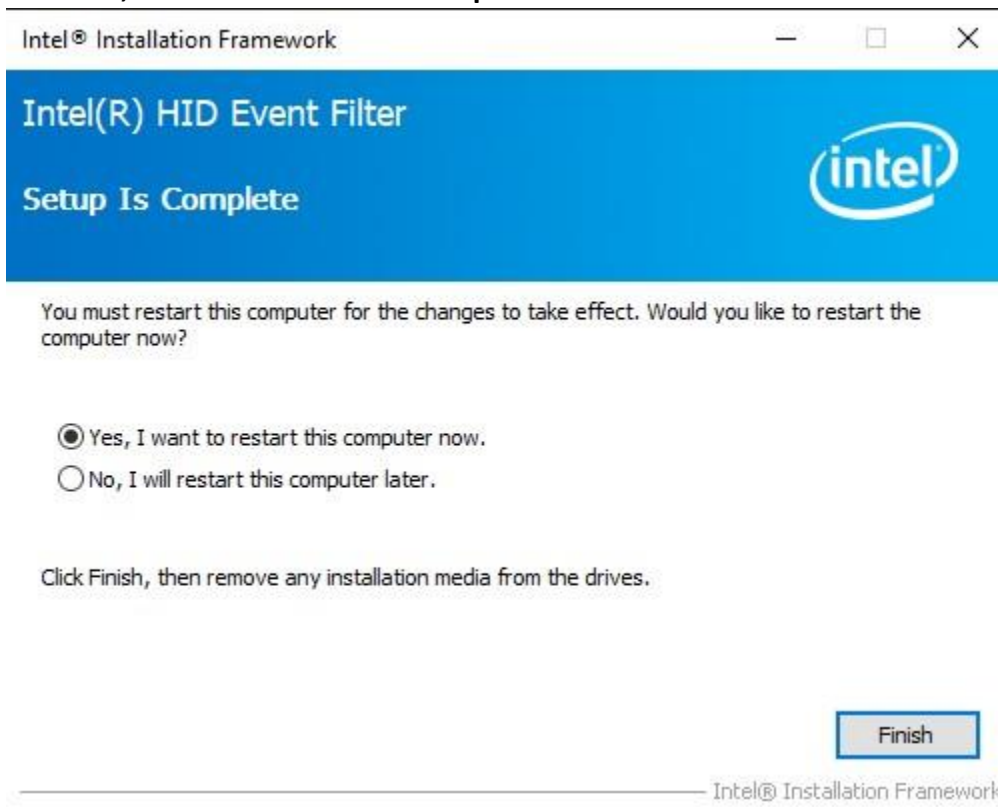 Intel® Installation Framework
Intel(R) HID Event Filter
intel
Setup Is Complete
You must restart this computer for the changes to take effect. Would you like to restart the
computer now?
Yes, I want to restart this computer now.
No, I will restart this computer later.
Click Finish, then remove any installation media from the drives.
Finish
Intel® Installation Framework